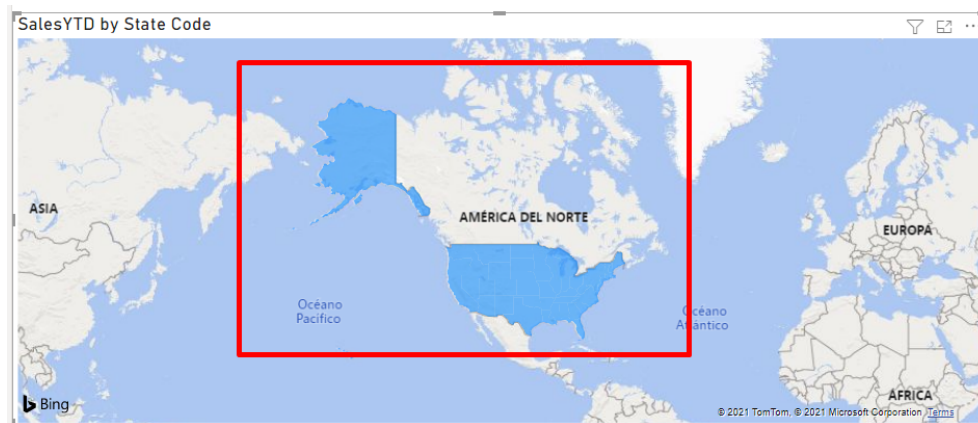 SalesYTD by State Code
ASIA
AMÉRICA DEL NORTE
EUROPA
Océano
Pacífico
Océano
Atlántico
ÁFRICA
Bing
© 2021 TomTom, © 2021 Microsoft Corporation Terms